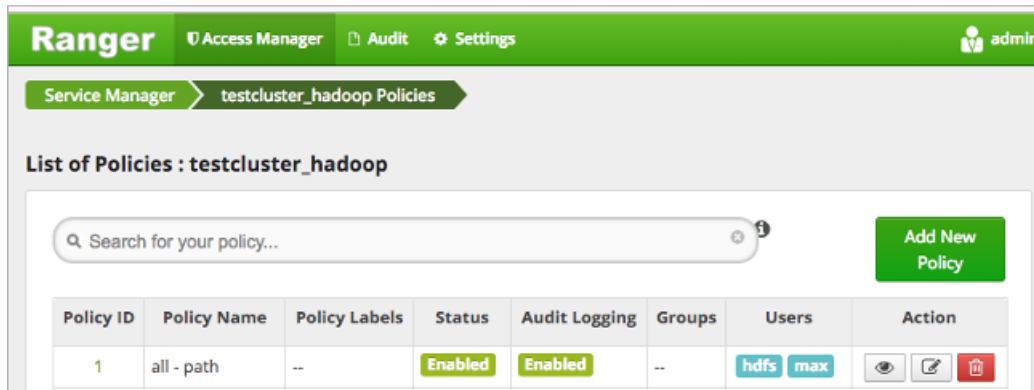 Ranger Access Manager Audit Settings admin
Service Manager testcluster_hadoop Policies
List of Policies : testcluster_hadoop
Search for your policy...
Add New
Policy
Policy ID Policy Name Policy Labels Status Audit Logging Groups Users Action
1 all - path -- Enabled Enabled -- hdfs max